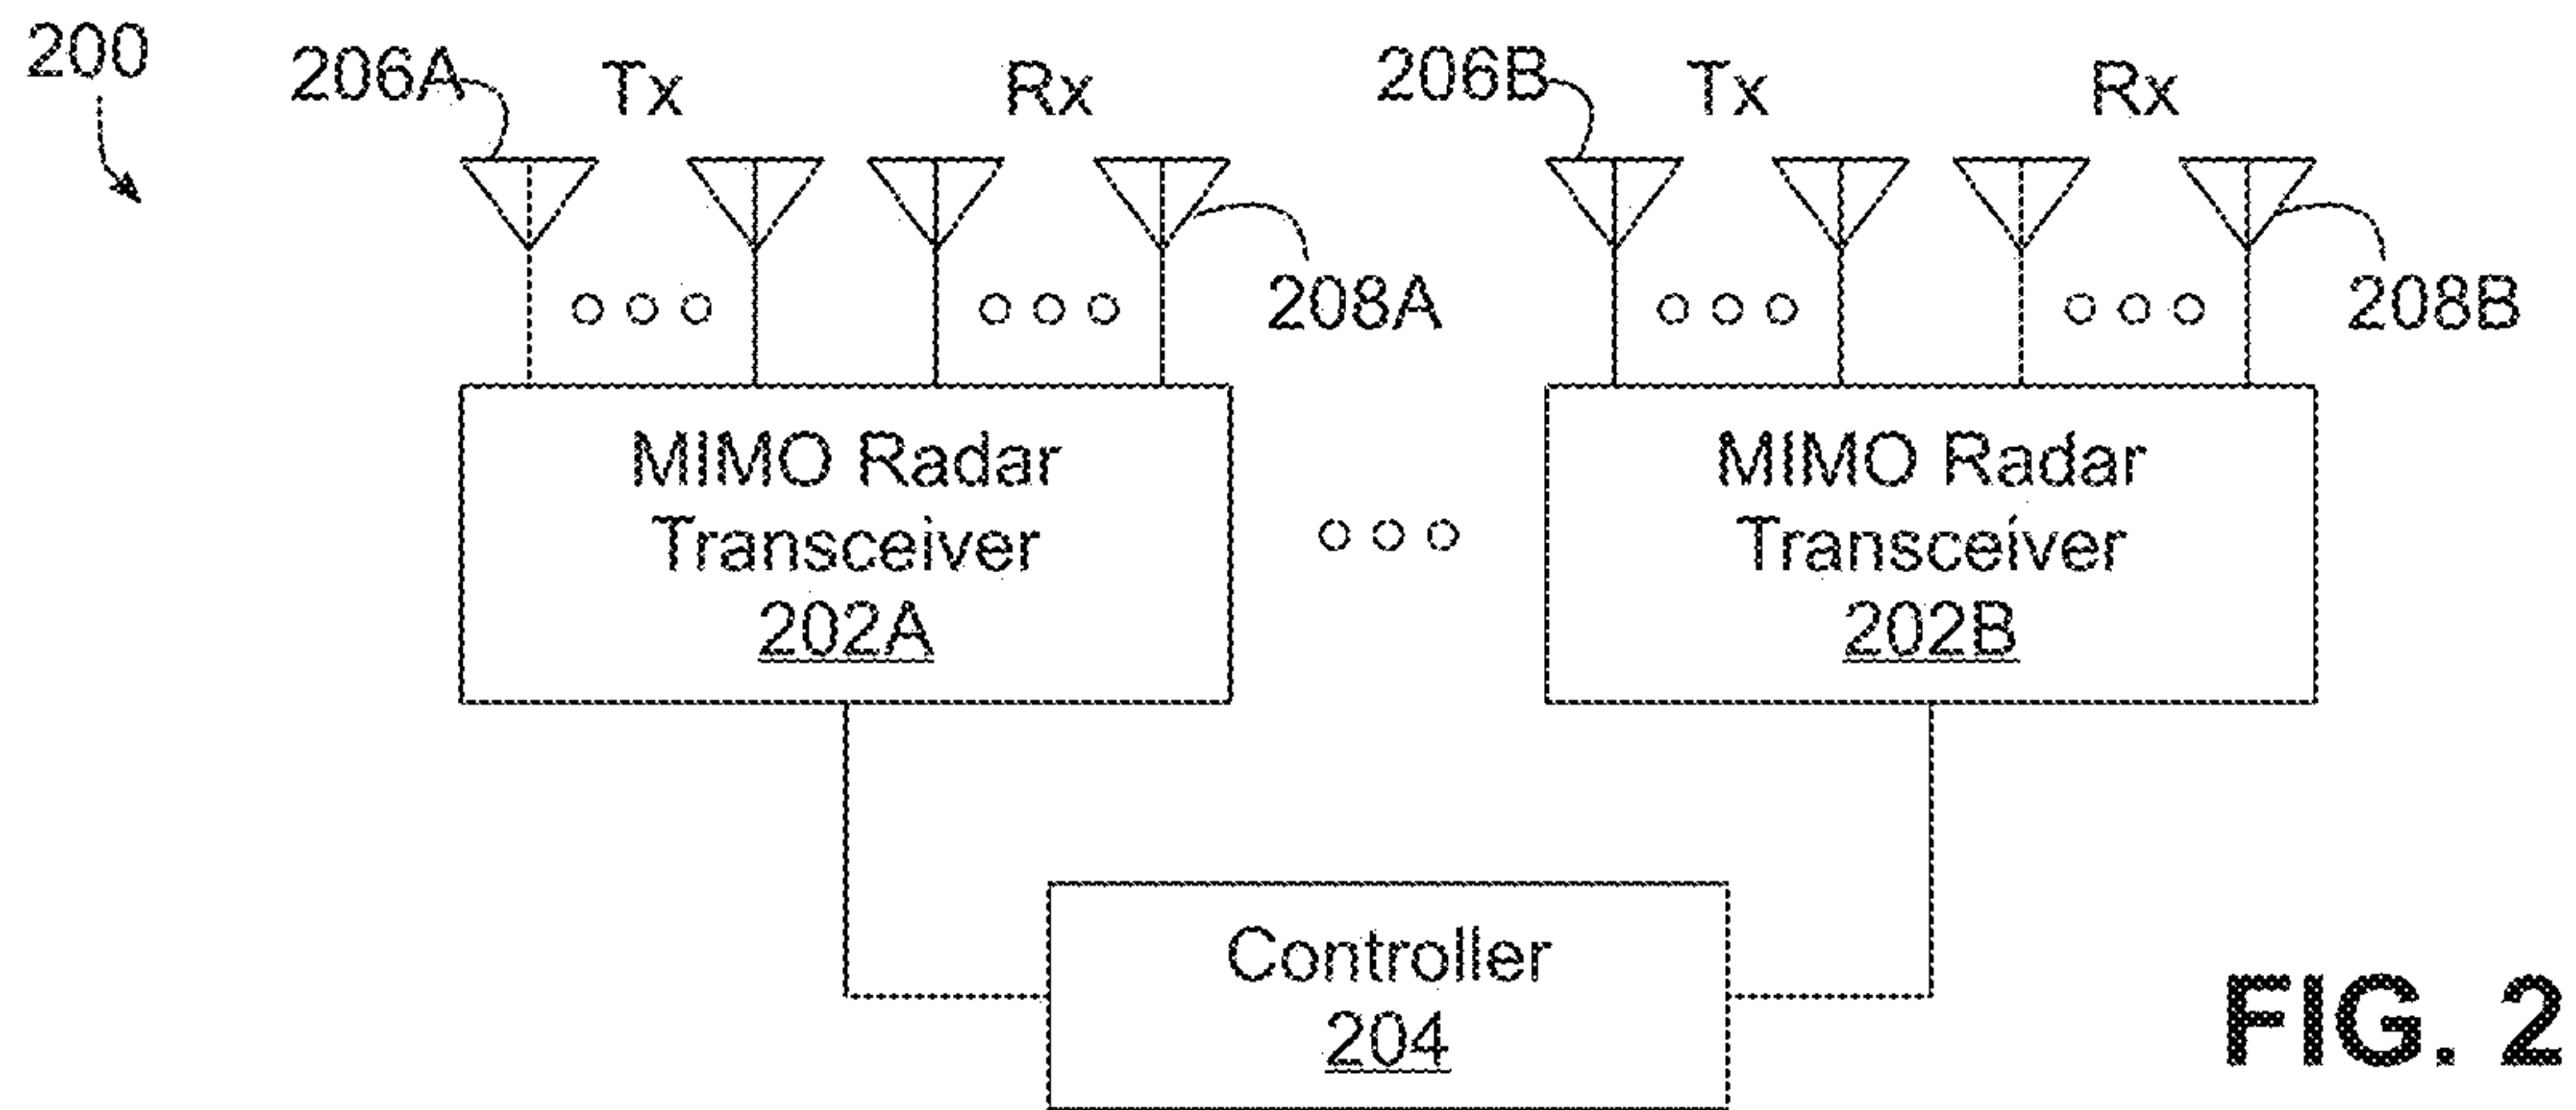 200
206A Tx Rx 206B Tx Rx
208A 208B
MIMO Radar
Transceiver
202A
MIMO Radar
Transceiver
202B
Controller
204
FIG. 2